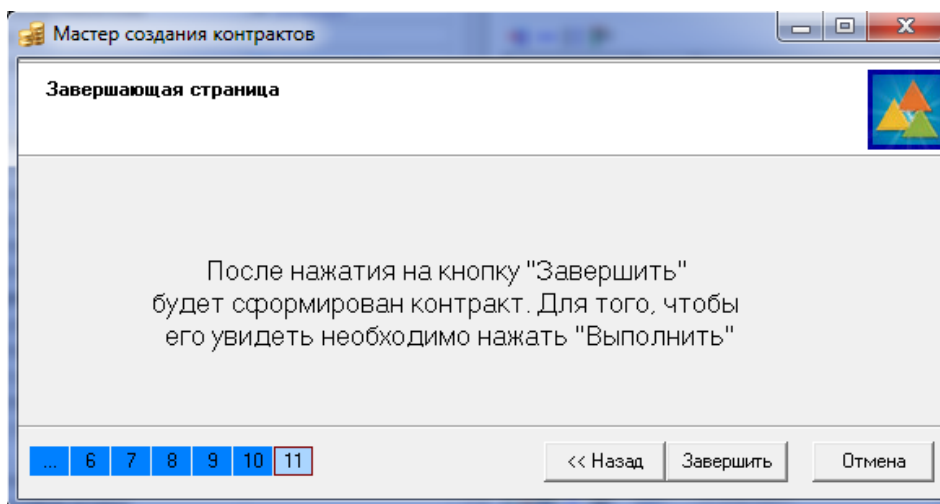 Мастер создания контрактов
Завершающая страница
После нажатия на кнопку "Завершить"
будет сформирован контракт. Для того, чтобы
его увидеть необходимо нажать "Выполнить"
... 6 7 8 9 10 11
<< Назад Завершить Отмена